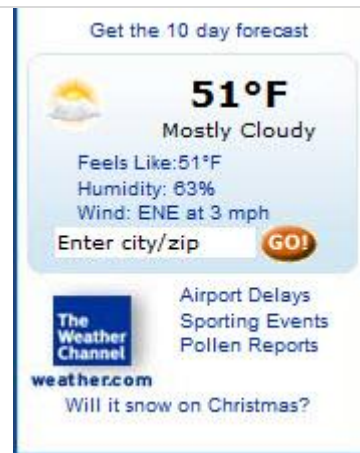 Get the 10 day forecast
51°F
Mostly Cloudy
Feels Like:51°F
Humidity: 63%
Wind: ENE at 3 mph
Enter city/zip GO!
The
Weather
Channel
weather.com
Airport Delays
Sporting Events
Pollen Reports
Will it snow on Christmas?